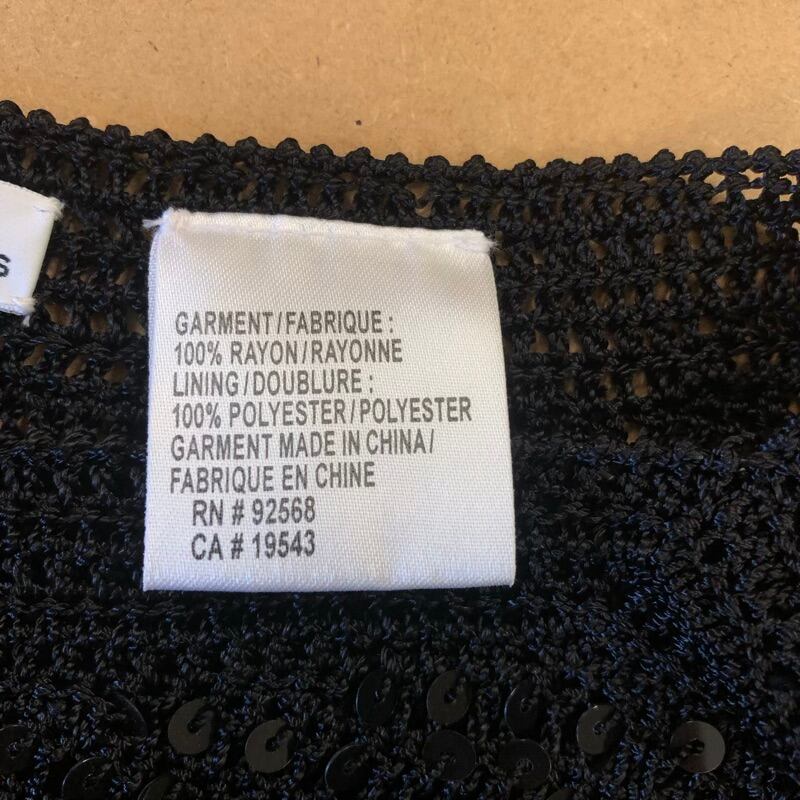 S
GARMENT/FABRIQUE :
100% RAYON/RAYONNE
LINING/DOUBLURE :
100% POLYESTER/POLYESTER
GARMENT MADE IN CHINA/
FABRIQUE EN CHINE
RN # 92568
CA # 19543